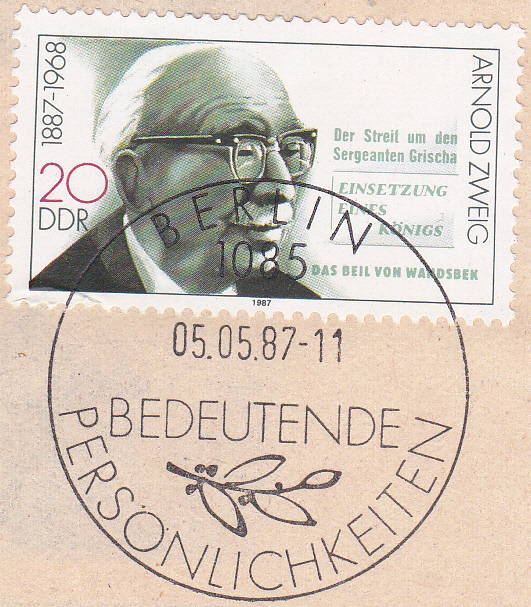 1887-1968
20
DDR
ARNOLD ZWEIG
Der Streit um den
Sergeanten Grischa
EINSETZUNG
EINES
KÖNIGS
DAS BEIL VON WANDSBEK
1987
BERLIN
1085
05.05.87-11
BEDEUTENDE
PERSÖNLICHKEITEN